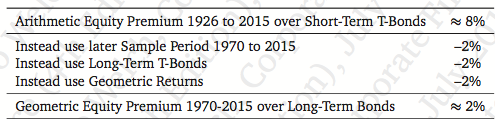 Arithmetic Equity Premium 1926 to 2015 over Short-Term T-Bonds ≈ 8%
Instead use later Sample Period 1970 to 2015 –2%
Instead use Long-Term T-Bonds –2%
Instead use Geometric Returns –2%
Geometric Equity Premium 1970-2015 over Long-Term Bonds ≈ 2%